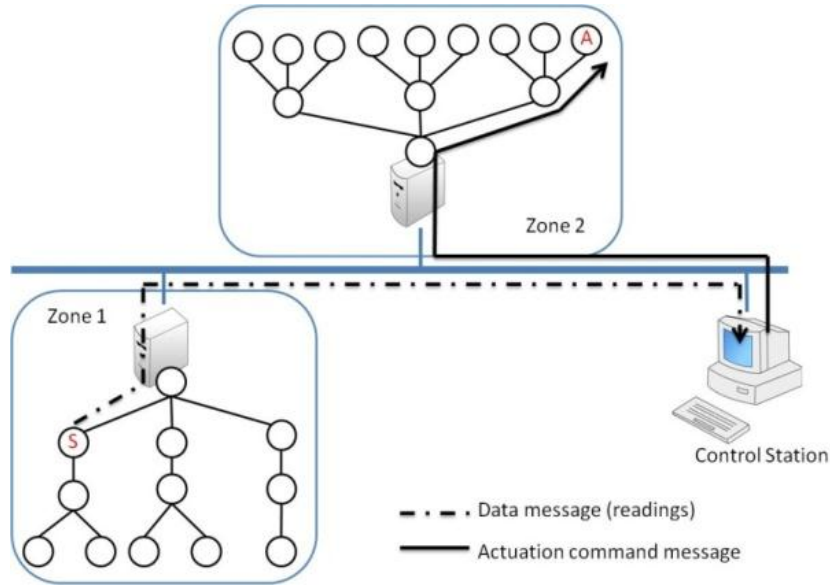 A
Zone 2
Zone 1
S
Control Station
Data message (readings)
Actuation command message